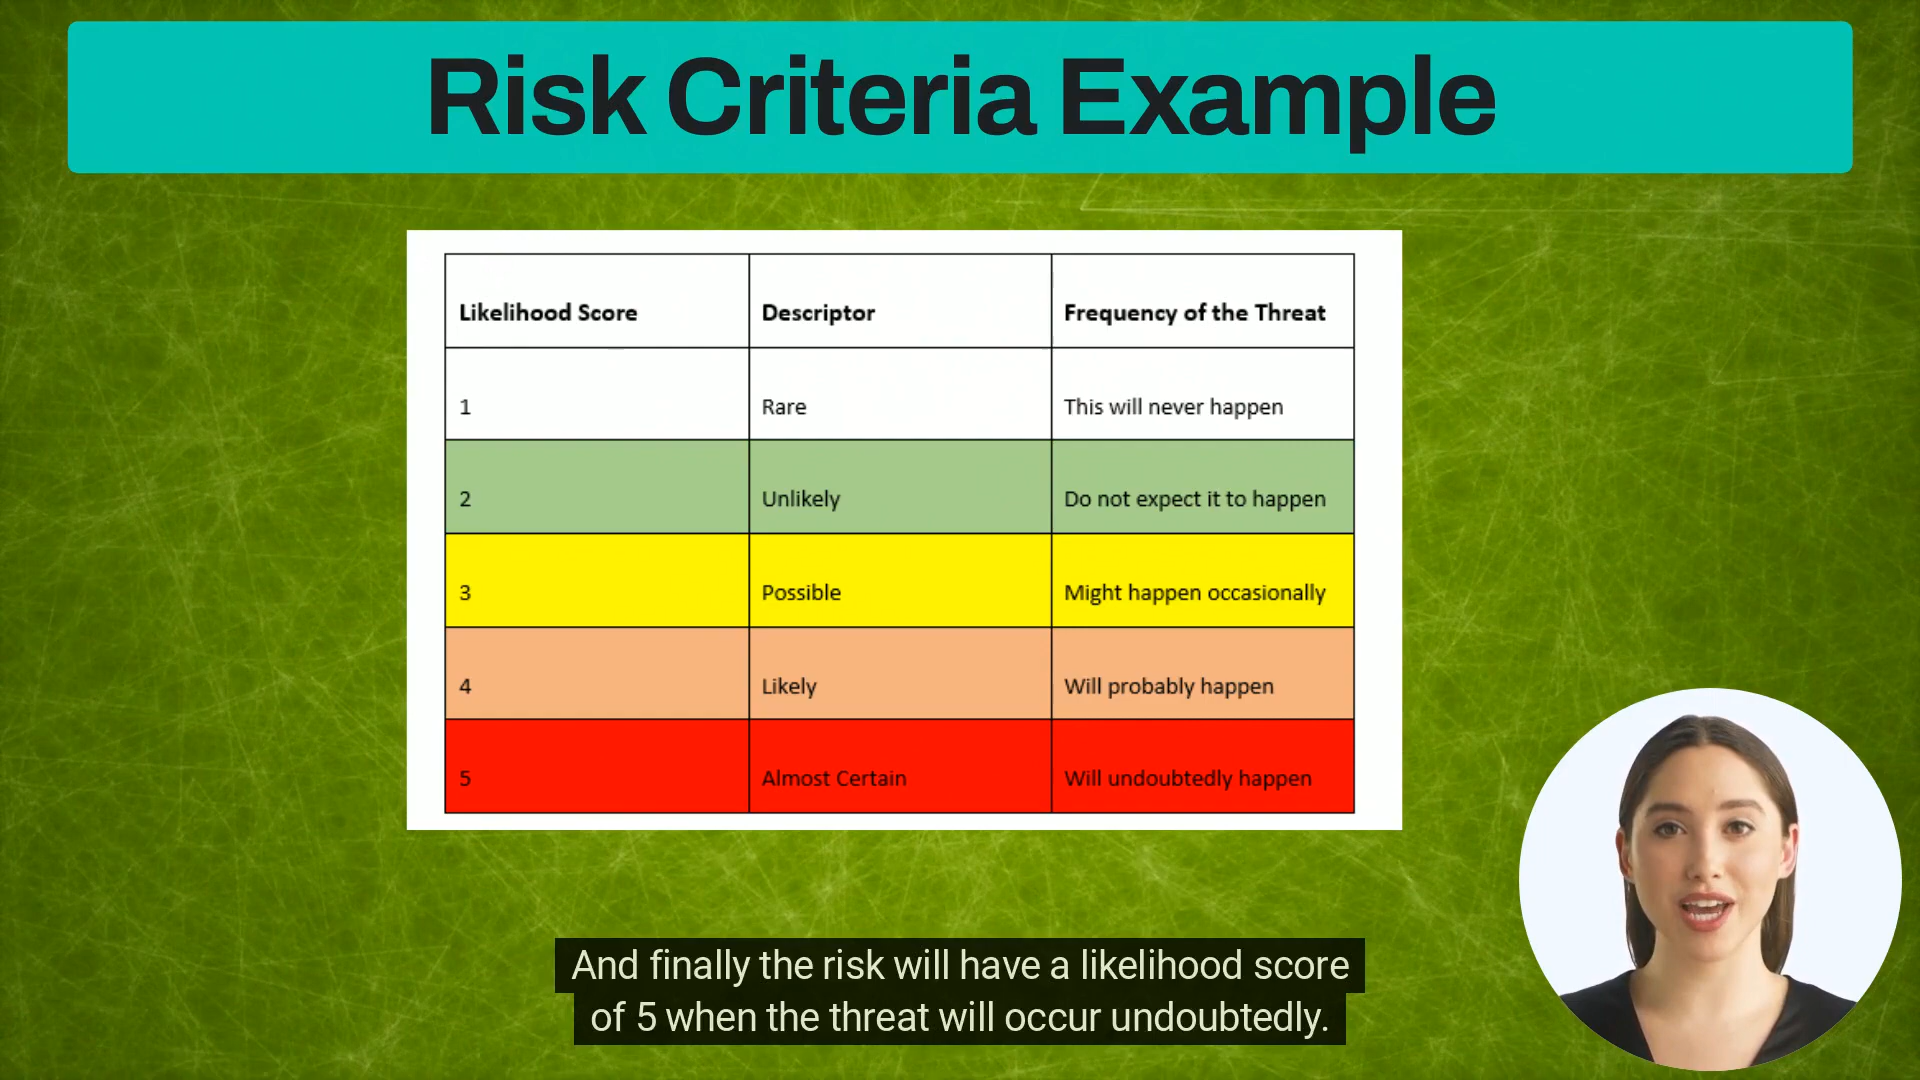 Risk Criteria Example
Likelihood Score Descriptor Frequency of the Threat
1 Rare This will never happen
2 Unlikely Do not expect it to happen
3 Possible Might happen occasionally
4 Likely Will probably happen
5 Almost Certain Will undoubtedly happen
And finally the risk will have a likelihood score
of 5 when the threat will occur undoubtedly.